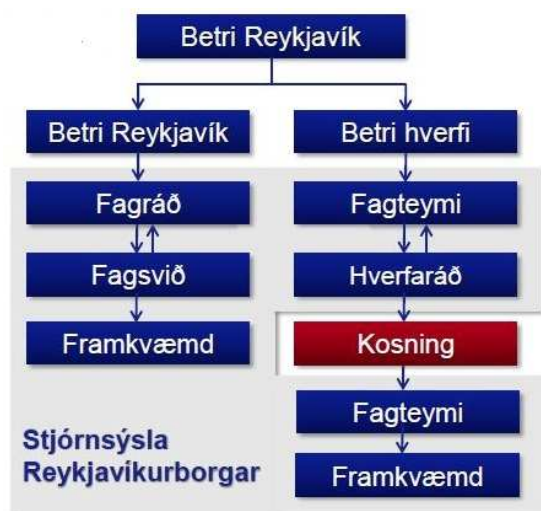 Betri Reykjavík
Betri Reykjavík
Betri hverfi
Fagráð
Fagteymi
Fagsvið
Hverfaráð
Framkvæmd
Kosning
Fagteymi
Stjórnsýsla
Reykjavíkurborgar
Framkvæmd